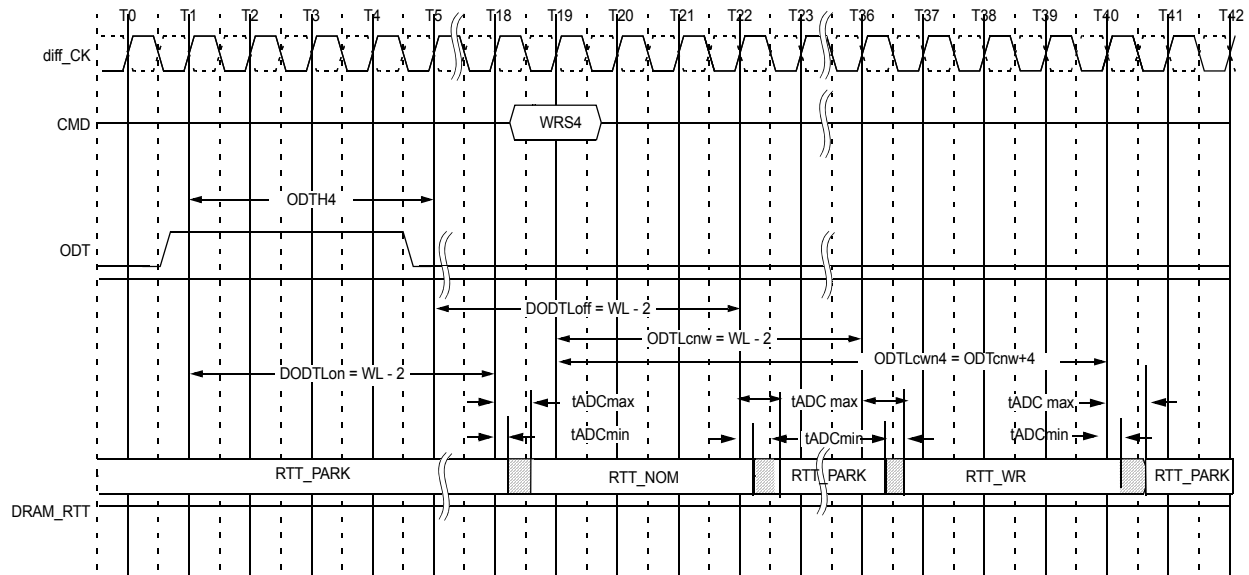 T0 T1 T2 T3 T4 T5 T18 T19 T20 T21 T22 T23 T36 T37 T38 T39 T40 T41 T42
diff_CK
CMD
WRS4
ODTH4
ODT
DODTLoff = WL - 2
ODTLcnw = WL - 2
ODTLcwn4 = ODTcnw+4
DODTLon = WL - 2
tADCmax tADC max tADC max
tADCmin tADCmin tADCmin
RTT_PARK RTT_NOM RTT_PARK RTT_WR RTT_PARK
DRAM_RTT